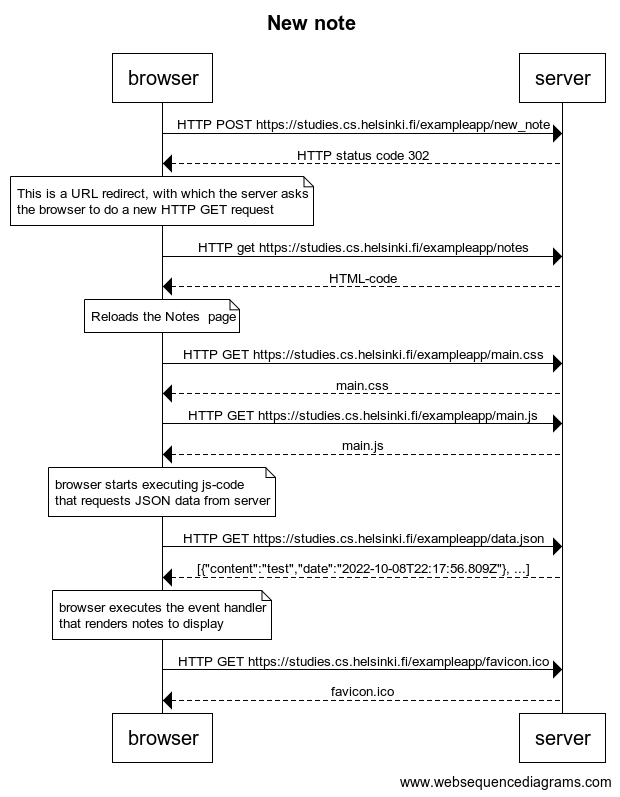 New note
browser
server
HTTP POST https://studies.cs.helsinki.fi/exampleapp/new_note
HTTP status code 302
This is a URL redirect, with which the server asks
the browser to do a new HTTP GET request
HTTP get https://studies.cs.helsinki.fi/exampleapp/notes
HTML-code
Reloads the Notes  page
HTTP GET https://studies.cs.helsinki.fi/exampleapp/main.css
main.css
HTTP GET https://studies.cs.helsinki.fi/exampleapp/main.js
main.js
browser starts executing js-code
that requests JSON data from server
HTTP GET https://studies.cs.helsinki.fi/exampleapp/data.json
[{"content":"test","date":"2022-10-08T22:17:56.809Z"}, ...]
browser executes the event handler
that renders notes to display
HTTP GET https://studies.cs.helsinki.fi/exampleapp/favicon.ico
favicon.ico
browser
server
www.websequencediagrams.com